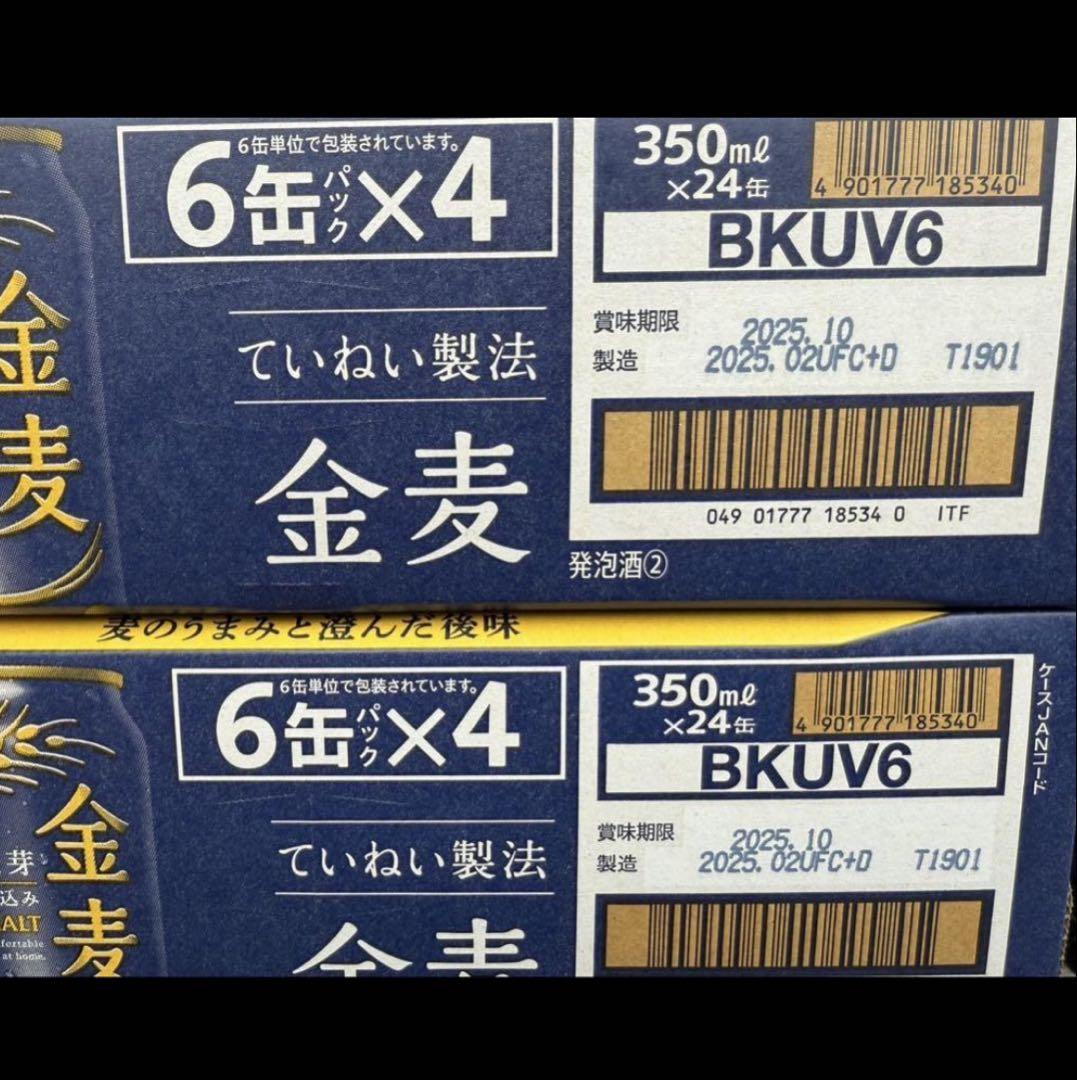 6缶単位で包装されています。
6缶パック×4
350ml
×24缶
4 901777 185340
BKUV6
賞味期限 2025.10
製造 2025.02UFC+D T1901
ていねい製法
金麦
金麦
049 01777 18534 0 ITF
発泡酒②
麦のうまみと澄んだ後味
6缶単位で包装されています。
6缶パック×4
350ml
×24缶
4 901777 185340
ケースJANコード
BKUV6
賞味期限 2025.10
製造 2025.02UFC+D T1901
ていねい製法
金麦
金麦
芽
込み
ALT
fortable
at home.